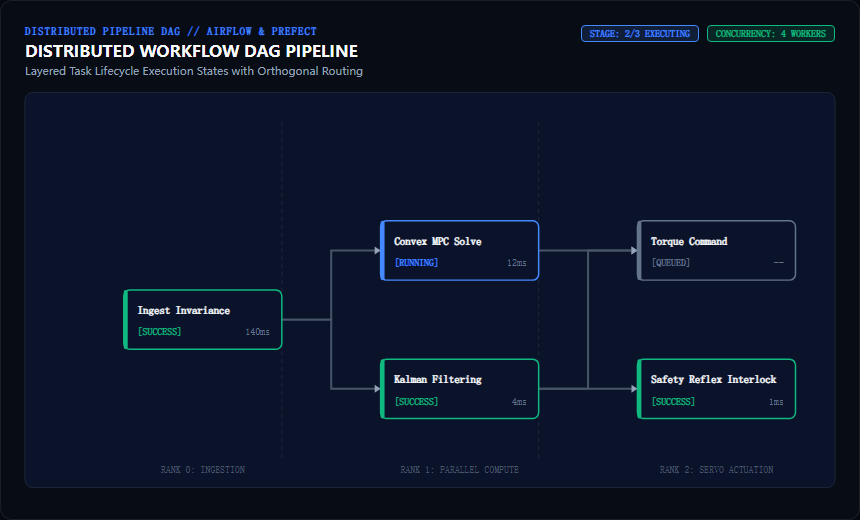 DISTRIBUTED PIPELINE DAG // AIRFLOW & PREFECT
DISTRIBUTED WORKFLOW DAG PIPELINE
Layered Task Lifecycle Execution States with Orthogonal Routing
STAGE: 2/3 EXECUTING
CONCURRENCY: 4 WORKERS
Ingest Invariance
[SUCCESS] 140ms
Convex MPC Solve
[RUNNING] 12ms
Kalman Filtering
[SUCCESS] 4ms
Torque Command
[QUEUED] --
Safety Reflex Interlock
[SUCCESS] 1ms
RANK 0: INGESTION
RANK 1: PARALLEL COMPUTE
RANK 2: SERVO ACTUATION